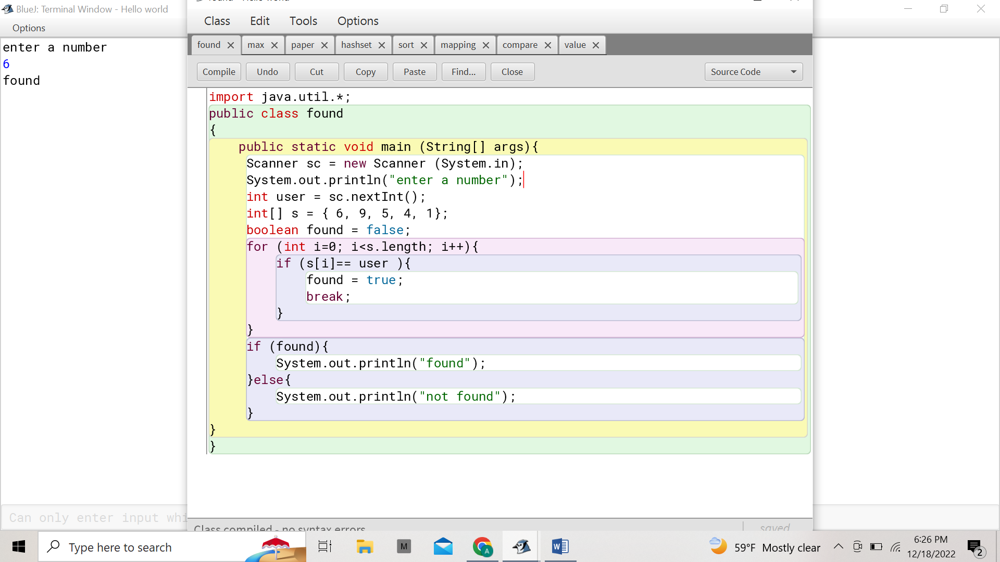 BlueJ: Terminal Window - Hello world
Options
enter a number
6
found
Can only enter input whi
Class Edit Tools Options
found max paper hashset sort mapping compare value
Compile Undo Cut Copy Paste Find... Close Source Code
import java.util.*;
public class found
{
public static void main (String[] args){
Scanner sc = new Scanner (System.in);
System.out.println("enter a number");
int user = sc.nextInt();
int[] s = { 6, 9, 5, 4, 1};
boolean found = false;
for (int i=0; i<s.length; i++){
if (s[i]== user ){
found = true;
break;
}
}
if (found){
System.out.println("found");
}else{
System.out.println("not found");
}
}
}
Class compiled - no syntax errors
saved
Type here to search
M
A
W
59°F Mostly clear
6:26 PM
12/18/2022
2